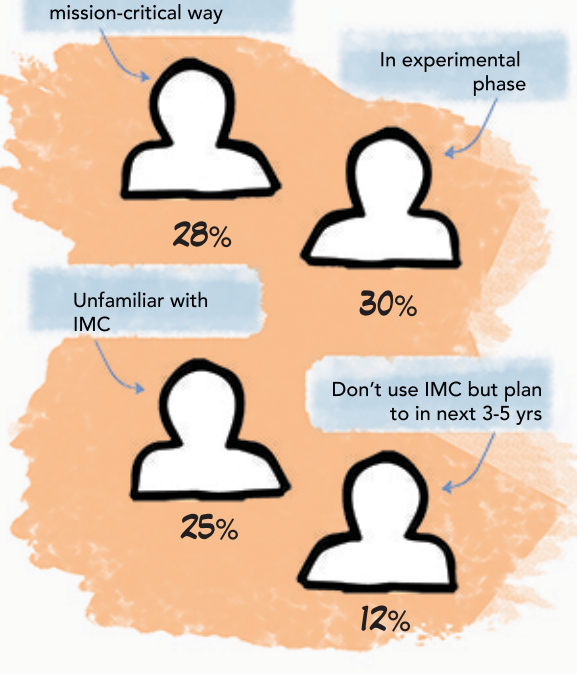 mission-critical way
In experimental
phase
28%
30%
Unfamiliar with
IMC
Don't use IMC but plan
to in next 3-5 yrs
25%
12%